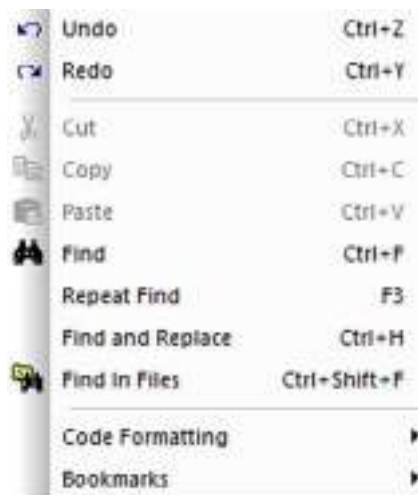 Undo Ctrl+Z
Redo Ctrl+Y
Cut Ctrl+X
Copy Ctrl+C
Paste Ctrl+V
Find Ctrl+F
Repeat Find F3
Find and Replace Ctrl+H
Find In Files Ctrl+Shift+F
Code Formatting
Bookmarks